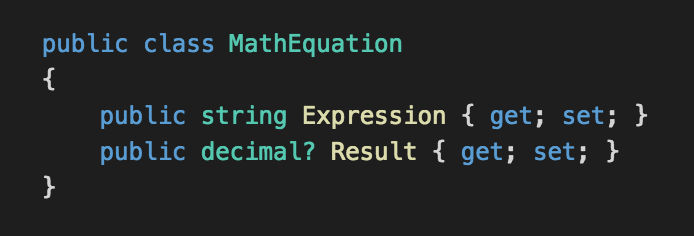 public class MathEquation
{
    public string Expression { get; set; }
    public decimal? Result { get; set; }
}